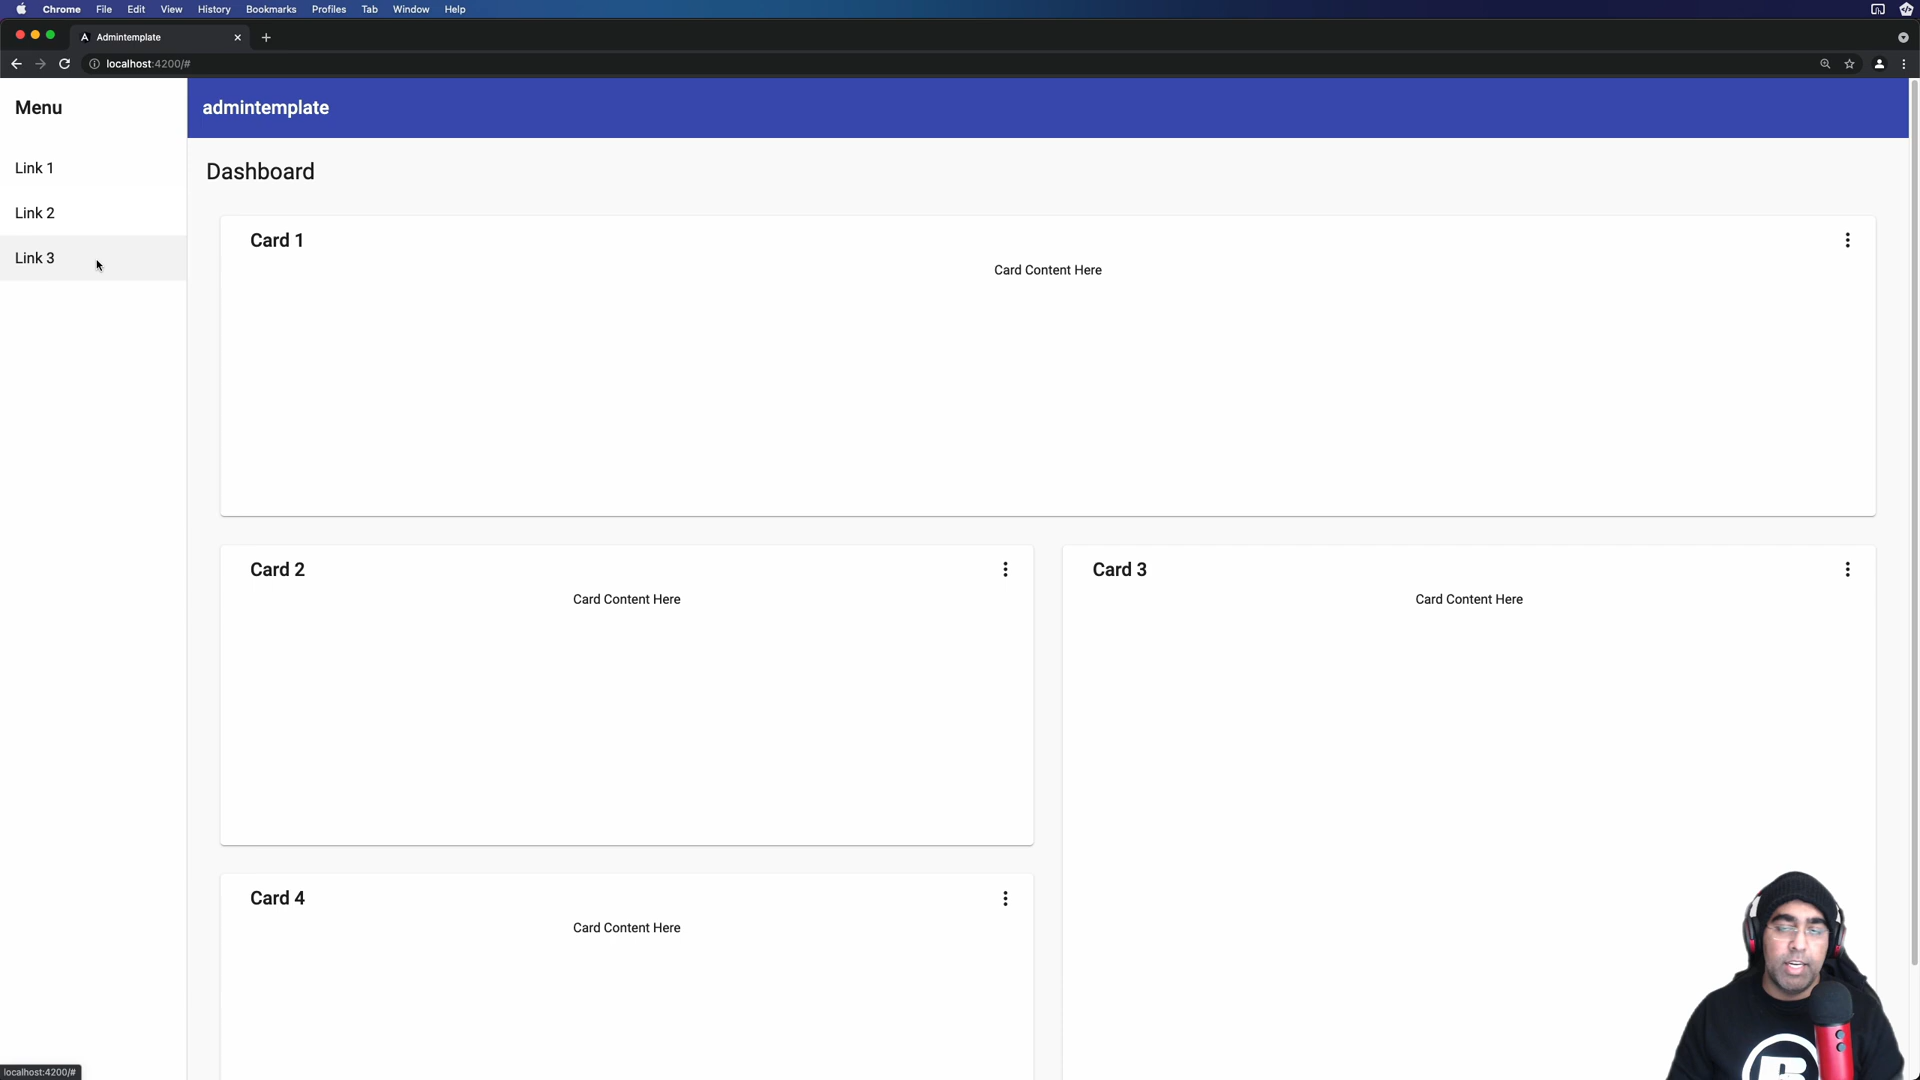 Chrome File Edit View History Bookmarks Profiles Tab Window Help
Admintemplate
localhost:4200/#
Menu
admintemplate
Link 1
Link 2
Link 3
Dashboard
Card 1
Card Content Here
Card 2
Card Content Here
Card 3
Card Content Here
Card 4
Card Content Here
localhost:4200/#